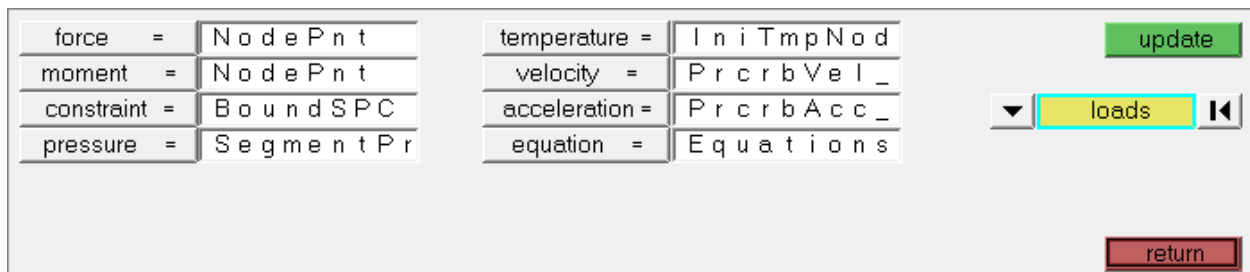 force = NodePnt temperature = IniTmpNod update
moment = NodePnt velocity = PrcrbVel_
constraint = BoundSPC acceleration = PrcrbAcc_ loads
pressure = SegmentPr equation = Equations
return